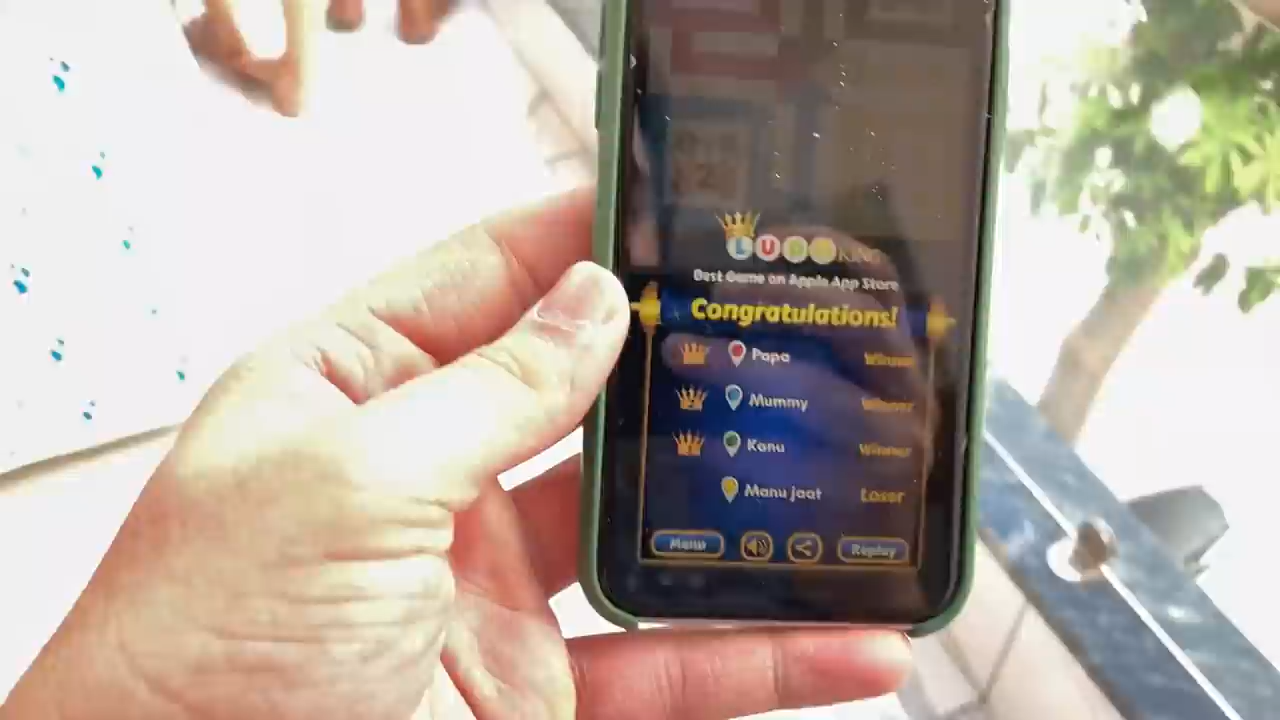 LUDO KING
Best Game on Apple App Store
Congratulations!
Papa Winner
Mummy Winner
Kanu Winner
Manu jaat Loser
Menu Replay